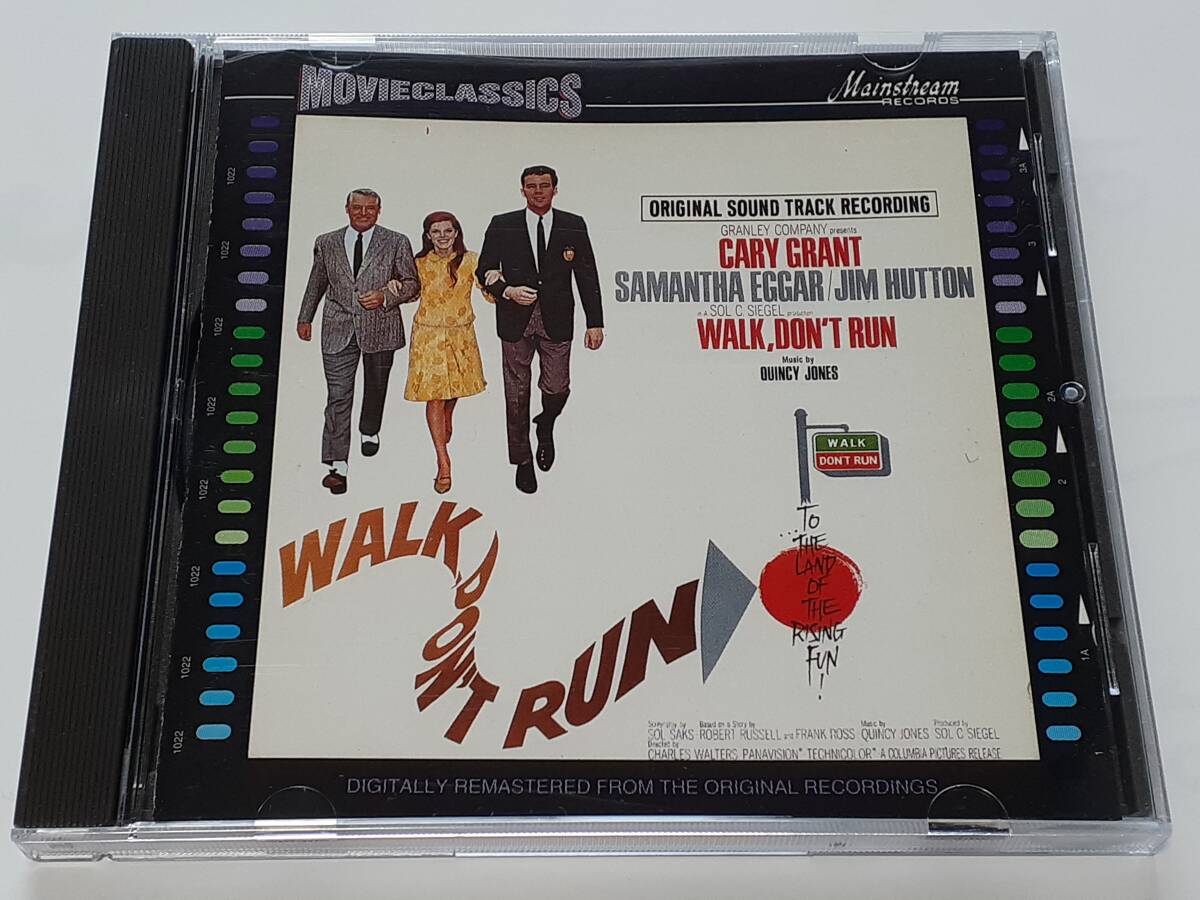 MOVIECLASSICS
Mainstream
RECORDS
ORIGINAL SOUND TRACK RECORDING
GRANLEY COMPANY presents
CARY GRANT
SAMANTHA EGGAR/JIM HUTTON
in A SOL C. SIEGEL production
WALK, DON'T RUN
Music by
QUINCY JONES
WALK
DON'T RUN
...TO
THE
LAND
OF
THE
RISING
FUN!
WALK, DON'T RUN
Screenplay by Based on a Story by Music by Produced by
SOL SAKS ROBERT RUSSELL and FRANK ROSS QUINCY JONES SOL C. SIEGEL
Directed by
CHARLES WALTERS PANAVISION® TECHNICOLOR® A COLUMBIA PICTURES RELEASE
DIGITALLY REMASTERED FROM THE ORIGINAL RECORDINGS
1022
1022
1022
1022
1022
1022
1022
1022
3A
3
2A
2
1A
1